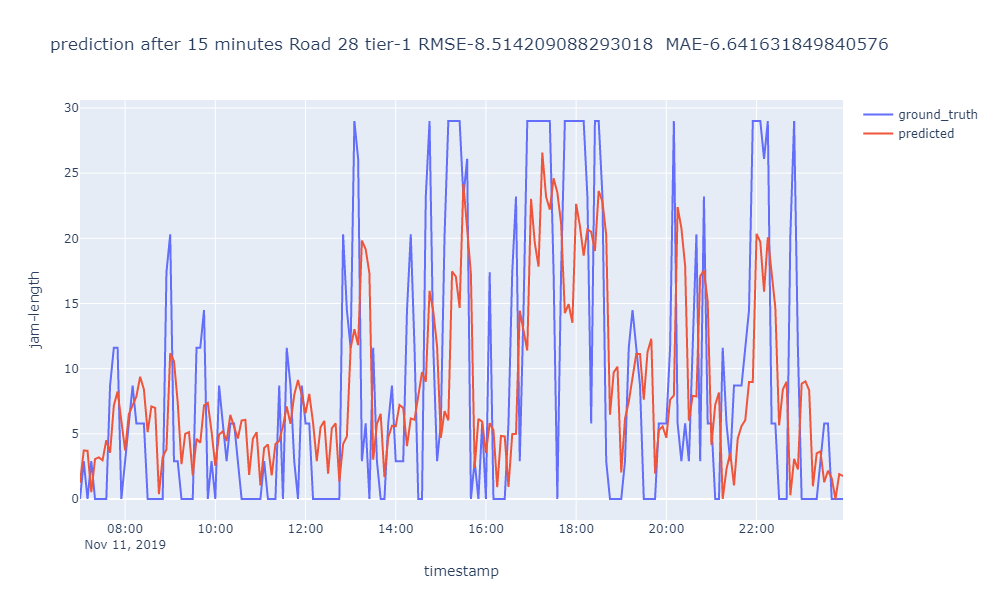 prediction after 15 minutes Road 28 tier-1 RMSE-8.514209088293018  MAE-6.641631849840576
ground_truth
predicted
30
25
20
15
10
5
0
jam-length
08:00 10:00 12:00 14:00 16:00 18:00 20:00 22:00
Nov 11, 2019
timestamp